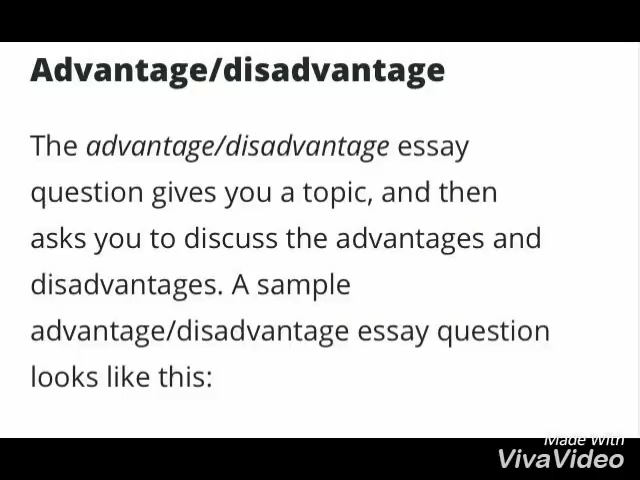 Advantage/disadvantage
The advantage/disadvantage essay
question gives you a topic, and then
asks you to discuss the advantages and
disadvantages. A sample
advantage/disadvantage essay question
looks like this:
Made With
VivaVideo